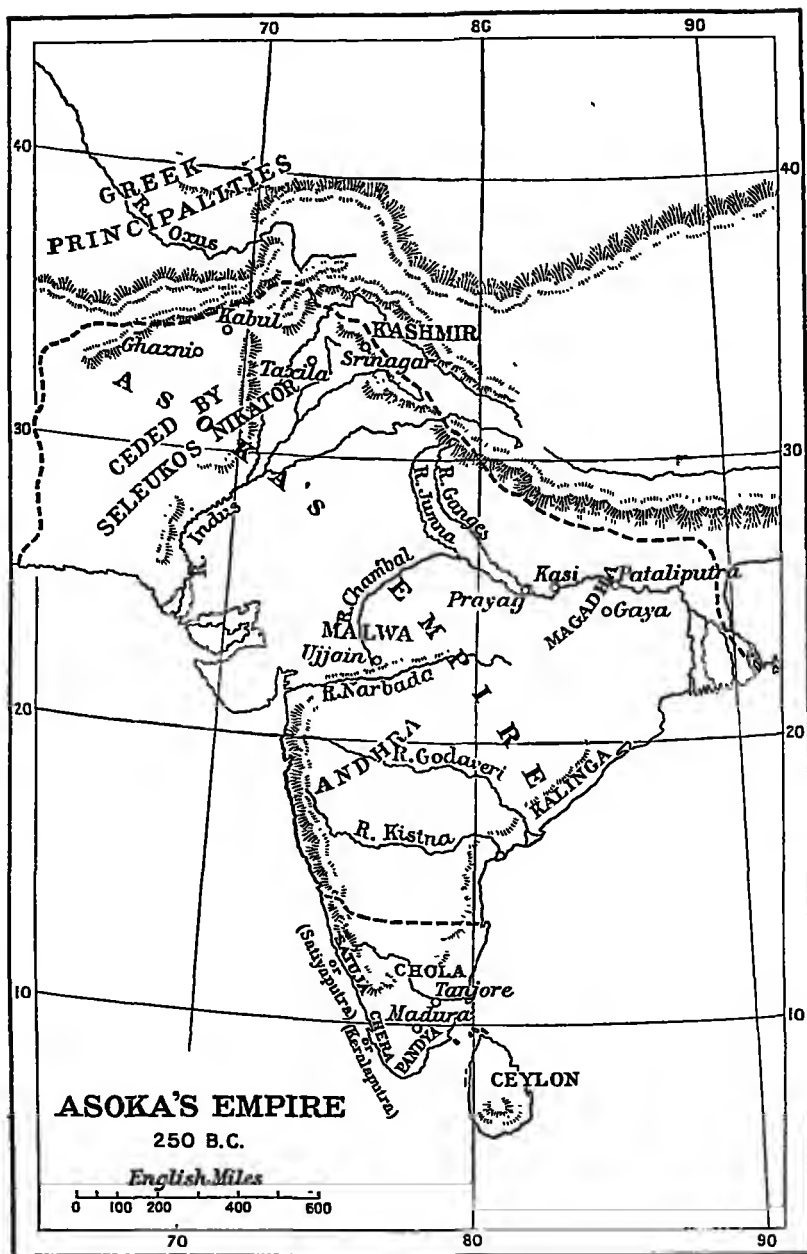 70 80 90
40 40
GREEK
PRINCIPALITIES
R. Oxus
Kabul
Ghazni
KASHMIR
Srinagar
Taxila
ASOKA'S
CEDED BY
SELEUKOS NIKATOR
30 30
R. Indus
R. Ganges
R. Jumna
R. Chambal
EMPIRE
Kasi
Pataliputra
Prayag
MAGADHA
Gaya
MALWA
Ujjain
R. Narbada
20 20
ANDHRA
R. Godaveri
KALINGA
R. Kistna
SATIJA
or
(Satiyaputra)
CHOLA
Tanjore
10 10
Madura
CHERA
or
(Keralaputra)
PANDYA
CEYLON
ASOKA'S EMPIRE
250 B.C.
English Miles
0 100 200 300 400 600
70 80 90